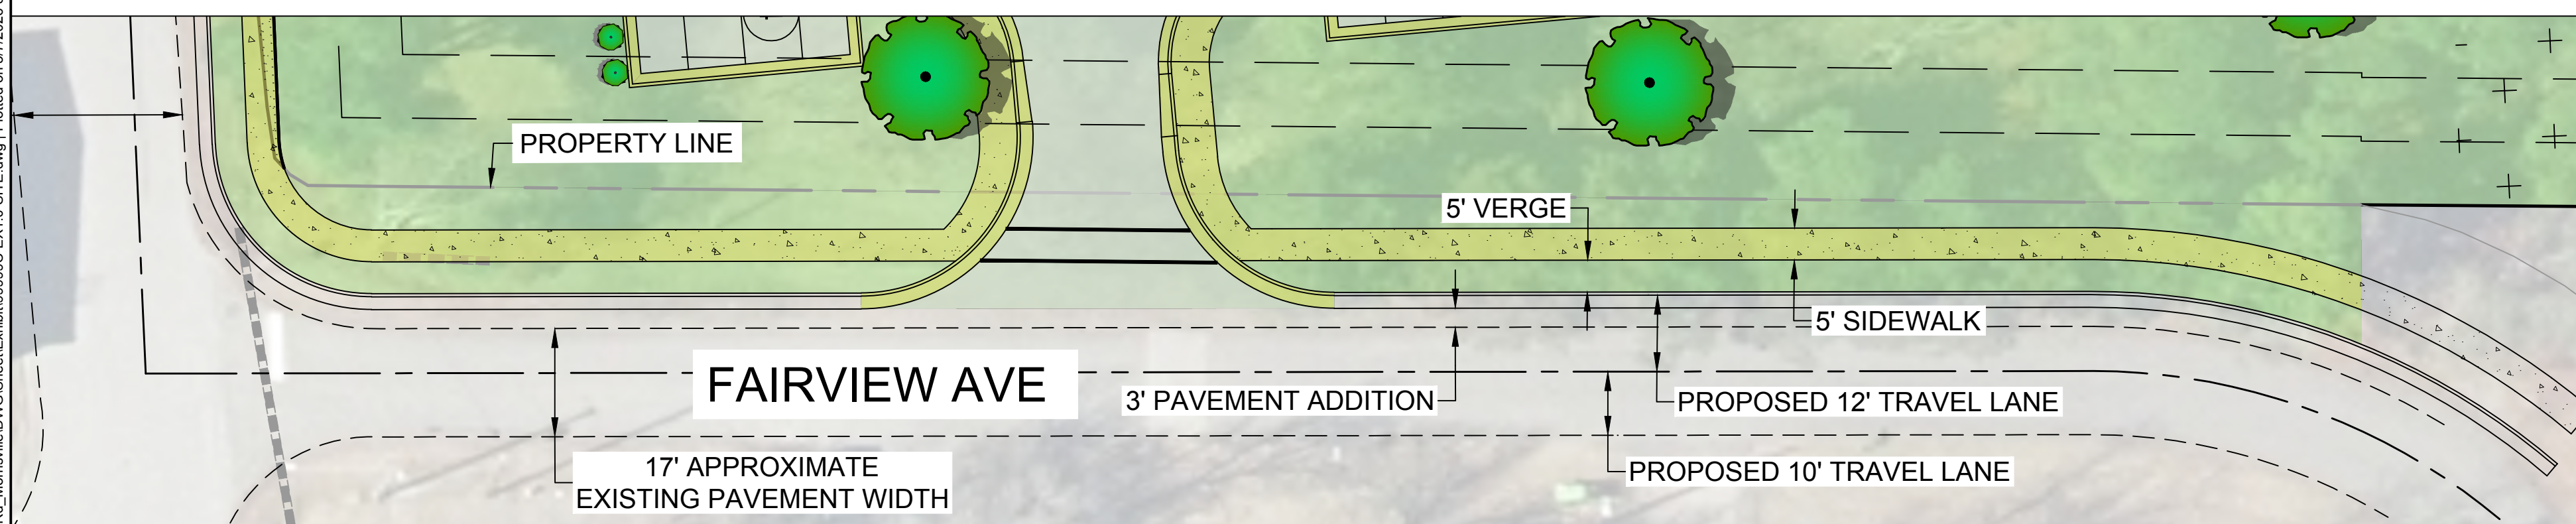 PROPERTY LINE
5' VERGE
5' SIDEWALK
FAIRVIEW AVE
3' PAVEMENT ADDITION
PROPOSED 12' TRAVEL LANE
17' APPROXIMATE
EXISTING PAVEMENT WIDTH
PROPOSED 10' TRAVEL LANE